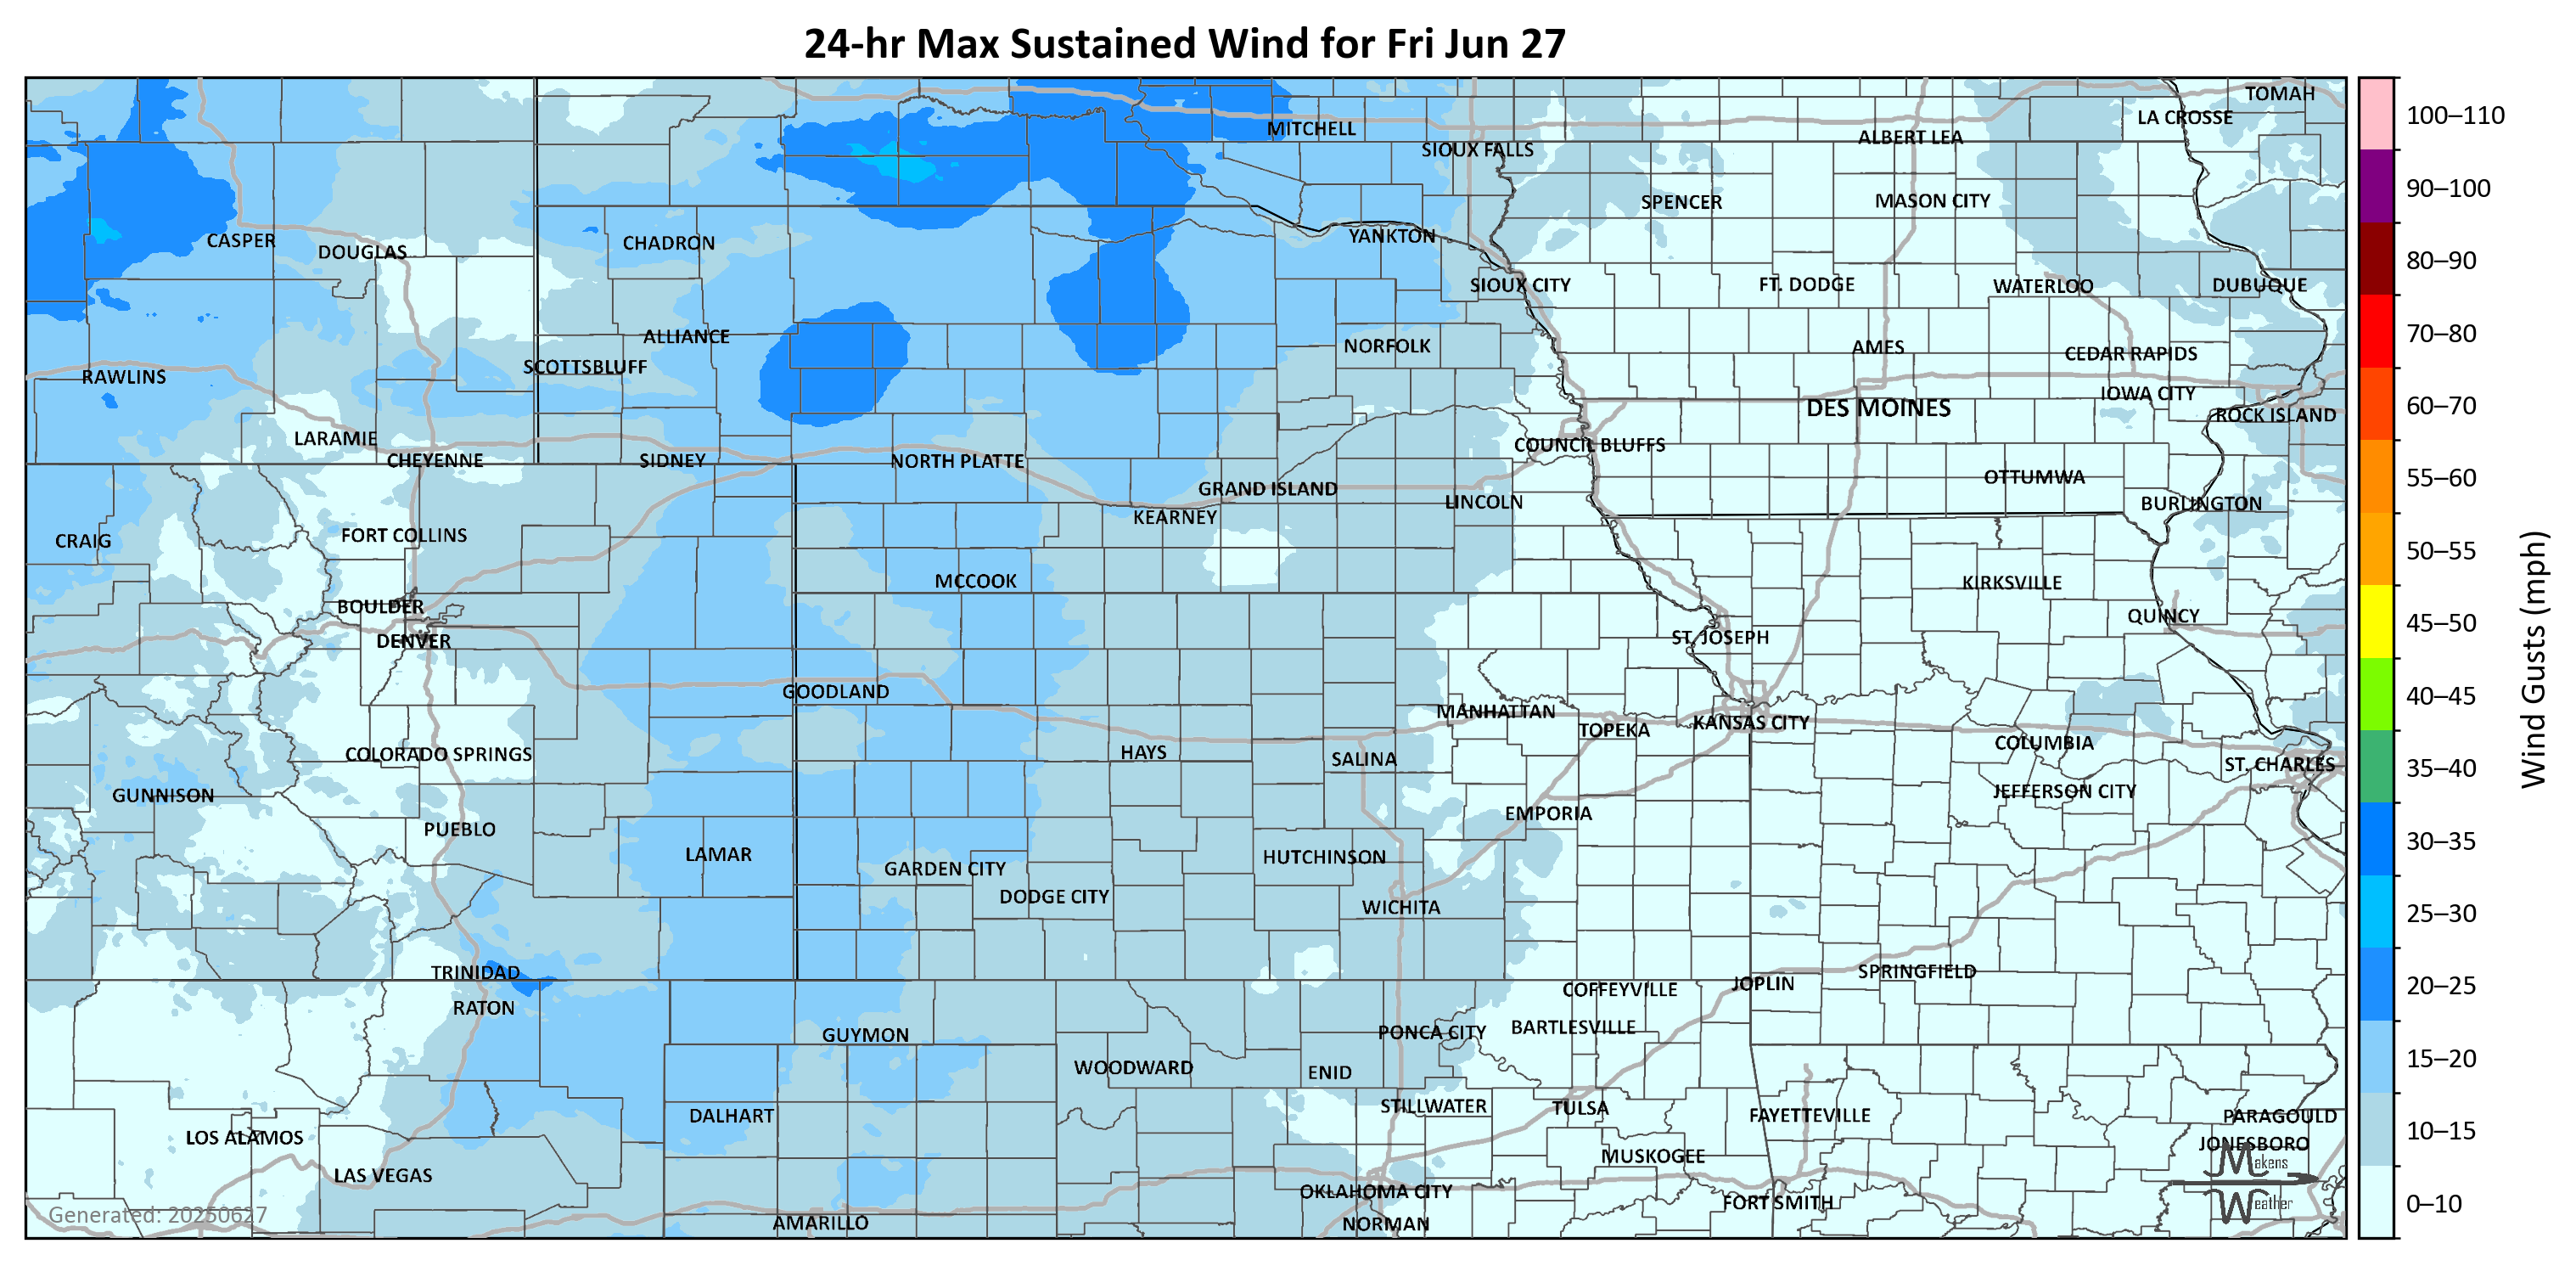 24-hr Max Sustained Wind for Fri Jun 27
TOMAH
LA CROSSE
MITCHELL
ALBERT LEA
SIOUX FALLS
SPENCER
MASON CITY
CASPER
DOUGLAS
CHADRON
YANKTON
SIOUX CITY
FT. DODGE
WATERLOO
DUBUQUE
ALLIANCE
NORFOLK
AMES
CEDAR RAPIDS
SCOTTSBLUFF
RAWLINS
IOWA CITY
DES MOINES
ROCK ISLAND
LARAMIE
COUNCIL BLUFFS
CHEYENNE
SIDNEY
NORTH PLATTE
OTTUMWA
GRAND ISLAND
LINCOLN
BURLINGTON
KEARNEY
FORT COLLINS
CRAIG
MCCOOK
KIRKSVILLE
BOULDER
QUINCY
DENVER
ST. JOSEPH
GOODLAND
MANHATTAN
KANSAS CITY
TOPEKA
COLUMBIA
COLORADO SPRINGS
HAYS
SALINA
ST. CHARLES
GUNNISON
JEFFERSON CITY
EMPORIA
PUEBLO
LAMAR
HUTCHINSON
GARDEN CITY
DODGE CITY
WICHITA
TRINIDAD
SPRINGFIELD
JOPLIN
COFFEYVILLE
RATON
BARTLESVILLE
PONCA CITY
GUYMON
WOODWARD
ENID
STILLWATER
TULSA
DALHART
FAYETTEVILLE
PARAGOULD
LOS ALAMOS
JONESBORO
MUSKOGEE
LAS VEGAS
OKLAHOMA CITY
FORT SMITH
AMARILLO
NORMAN
Generated: 20250627
Makens
Weather
100–110
90–100
80–90
70–80
60–70
55–60
50–55
45–50
40–45
35–40
30–35
25–30
20–25
15–20
10–15
0–10
Wind Gusts (mph)